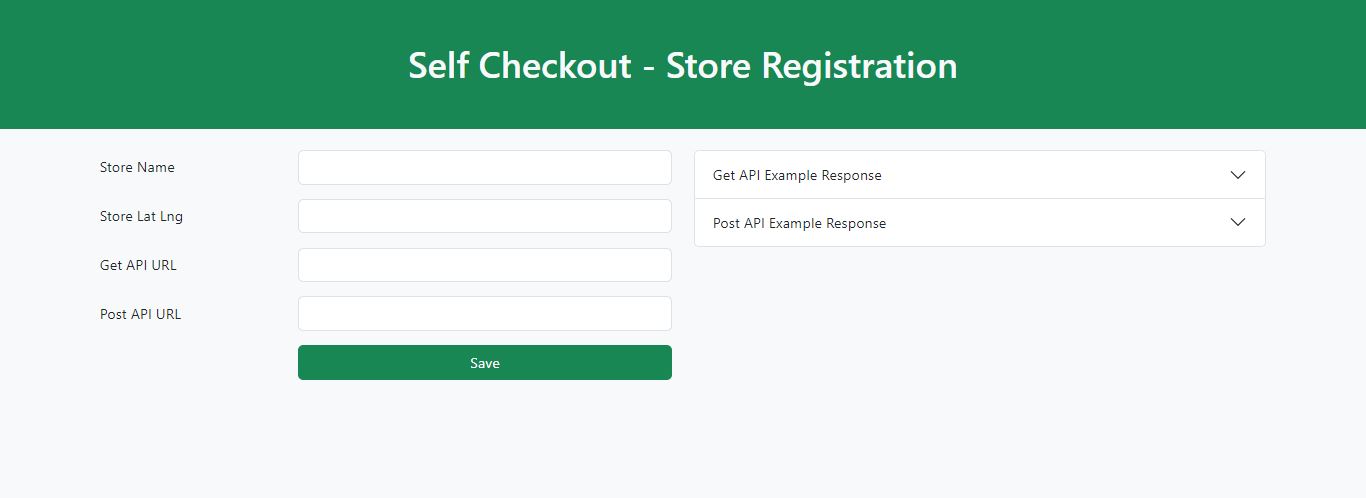 Self Checkout - Store Registration
Store Name
Store Lat Lng
Get API URL
Post API URL
Save
Get API Example Response
Post API Example Response